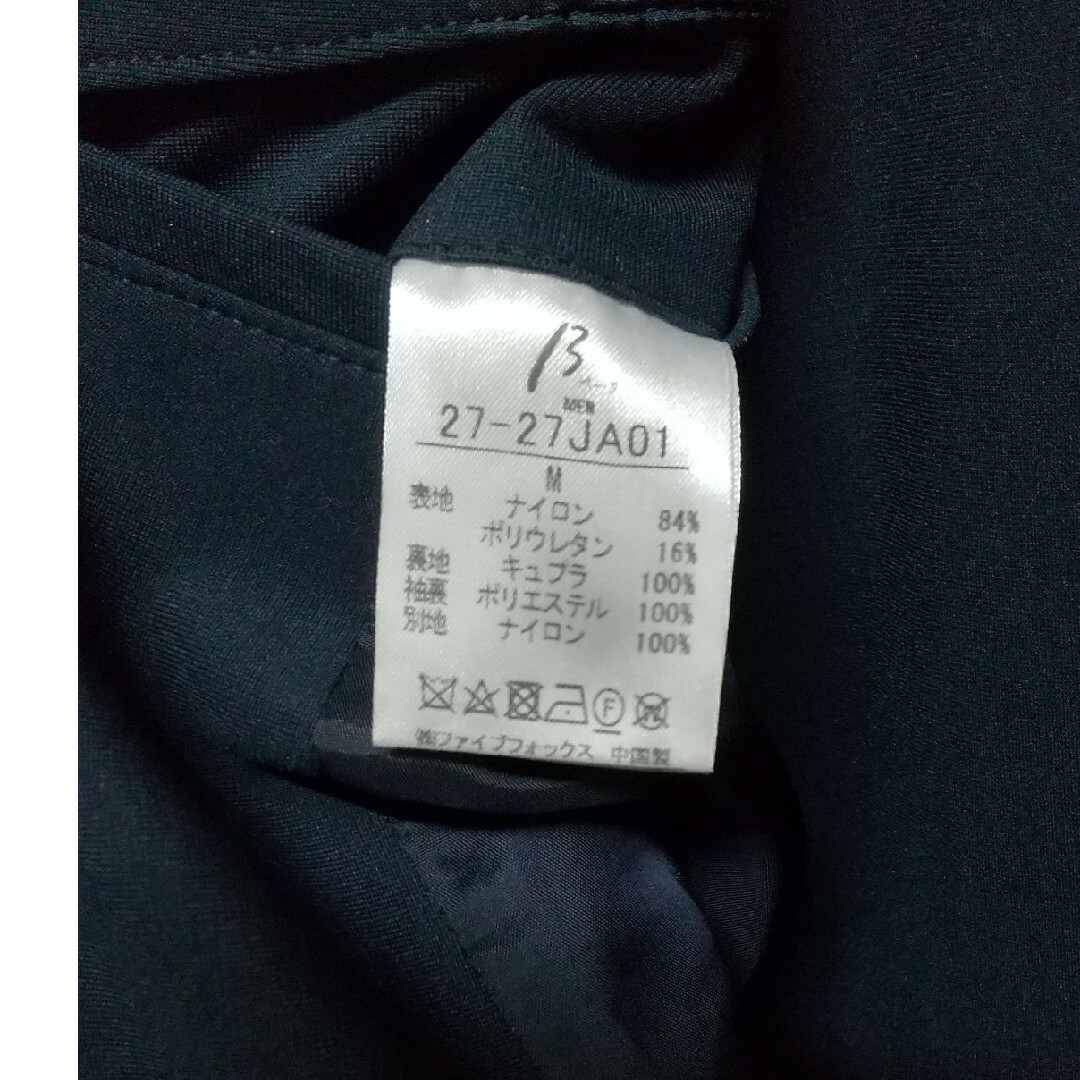 β
ベータ
MEN
27-27JA01
M
表地 ナイロン 84%
ポリウレタン 16%
裏地 キュプラ 100%
袖裏 ポリエステル 100%
別地 ナイロン 100%
F
㈱ファイブフォックス 中国製